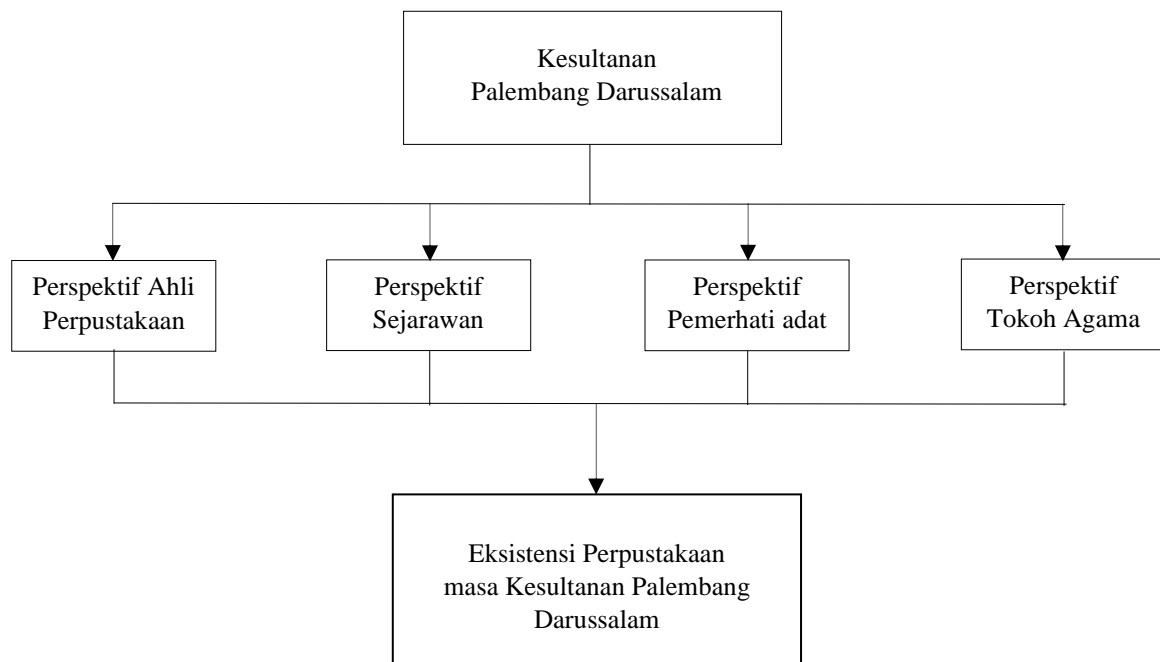 Kesultanan
Palembang Darussalam
Perspektif Ahli
Perpustakaan
Perspektif
Sejarawan
Perspektif
Pemerhati adat
Perspektif
Tokoh Agama
Eksistensi Perpustakaan
masa Kesultanan Palembang
Darussalam